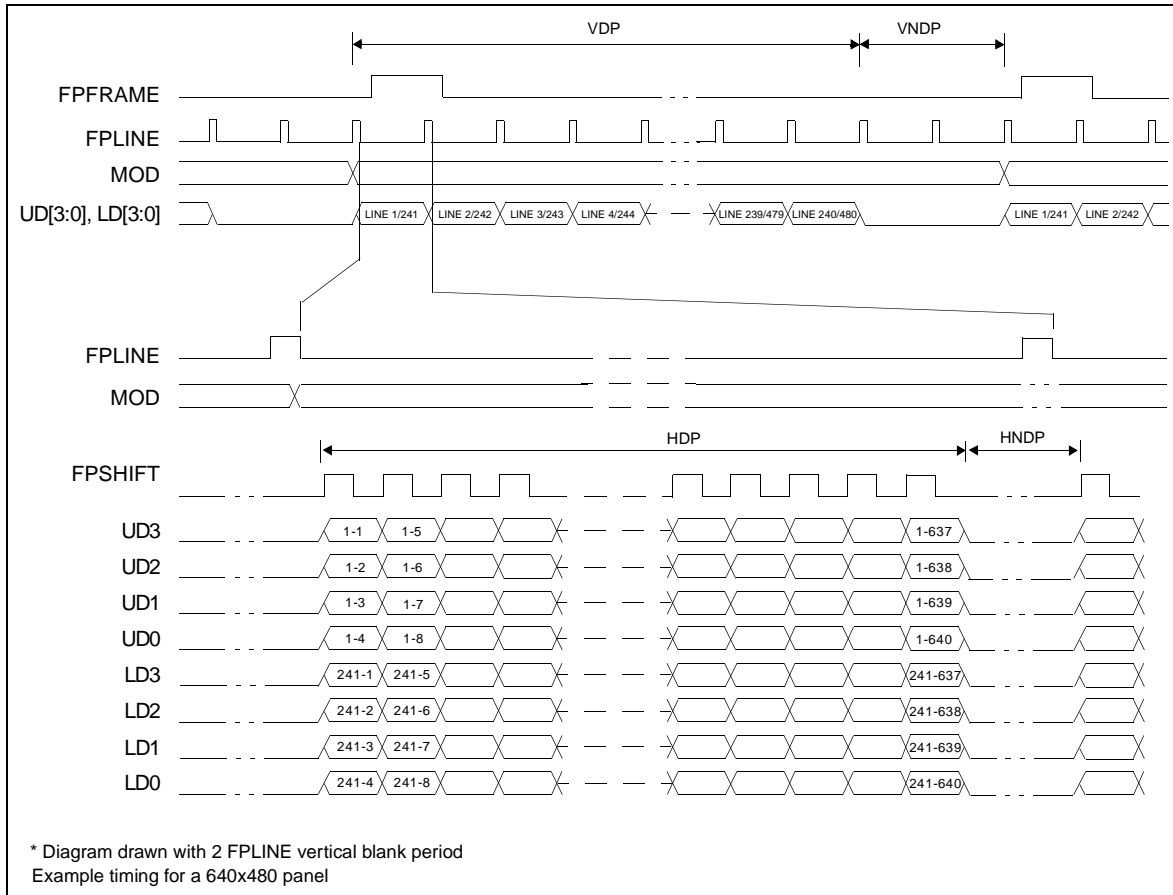 VDP VNDP
FPFRAME
FPLINE
MOD
UD[3:0], LD[3:0] LINE 1/241 LINE 2/242 LINE 3/243 LINE 4/244 LINE 239/479 LINE 240/480 LINE 1/241 LINE 2/242
FPLINE
MOD
HDP HNDP
FPSHIFT
UD3 1-1 1-5 1-637
UD2 1-2 1-6 1-638
UD1 1-3 1-7 1-639
UD0 1-4 1-8 1-640
LD3 241-1 241-5 241-637
LD2 241-2 241-6 241-638
LD1 241-3 241-7 241-639
LD0 241-4 241-8 241-640
* Diagram drawn with 2 FPLINE vertical blank period
Example timing for a 640x480 panel